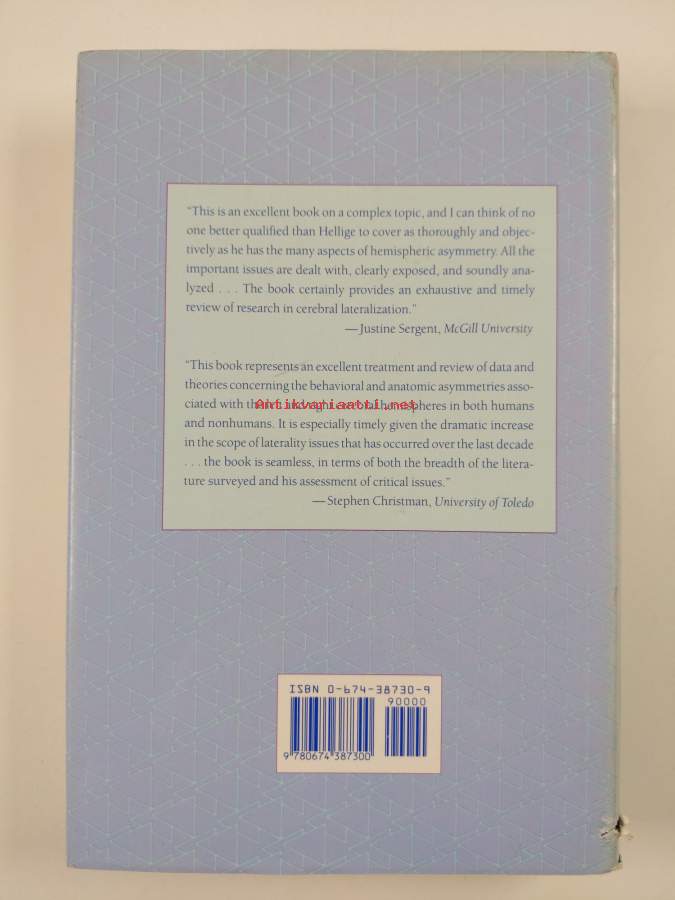 “This is an excellent book on a complex topic, and I can think of no
one better qualified than Hellige to cover as thoroughly and objec-
tively as he has the many aspects of hemispheric asymmetry. All the
important issues are dealt with, clearly exposed, and soundly ana-
lyzed . . . The book certainly provides an exhaustive and timely
review of research in cerebral lateralization.”
—Justine Sergent, McGill University
“This book represents an excellent treatment and review of data and
theories concerning the behavioral and anatomic asymmetries asso-
ciated with the left and right cerebral hemispheres in both humans
Antikvariaatti.net
and nonhumans. It is especially timely given the dramatic increase
in the scope of laterality issues that has occurred over the last decade
. . . the book is seamless, in terms of both the breadth of the litera-
ture surveyed and his assessment of critical issues.”
—Stephen Christman, University of Toledo
ISBN 0-674-38730-9
90000
9 780674 387300